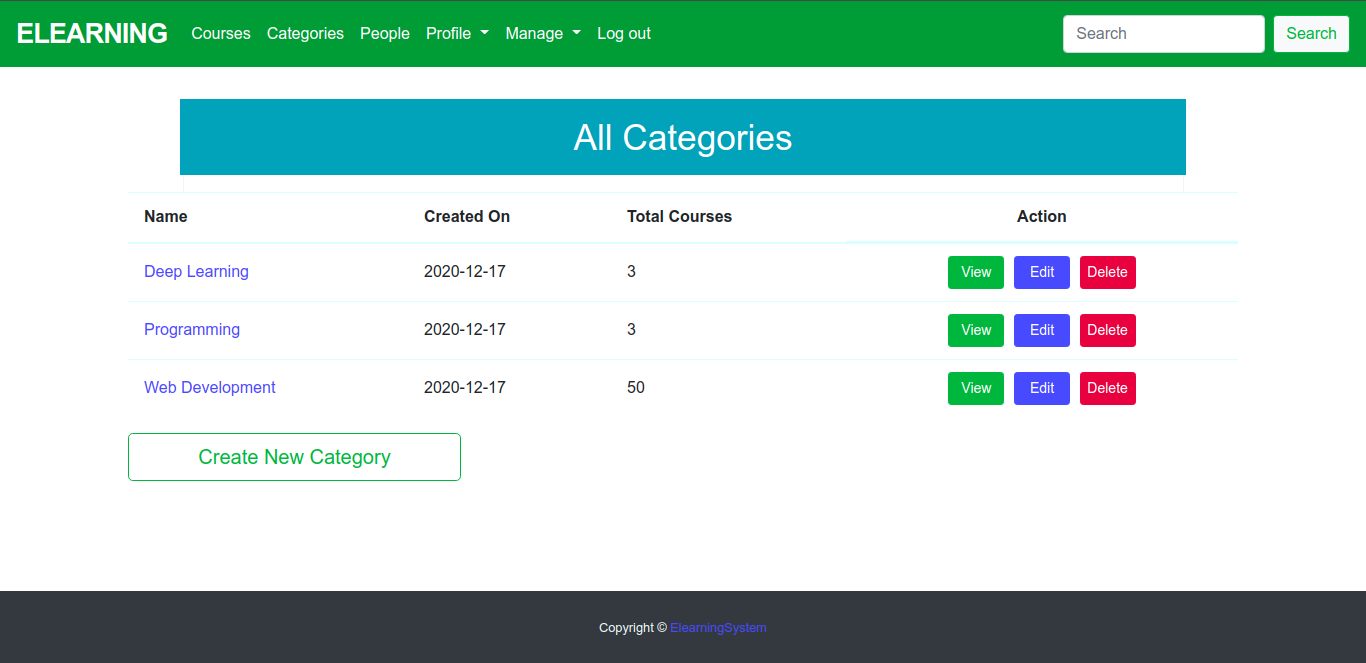 ELEARNING Courses Categories People Profile Manage Log out Search Search
All Categories
Name Created On Total Courses Action
Deep Learning 2020-12-17 3 View Edit Delete
Programming 2020-12-17 3 View Edit Delete
Web Development 2020-12-17 50 View Edit Delete
Create New Category
Copyright © ElearningSystem